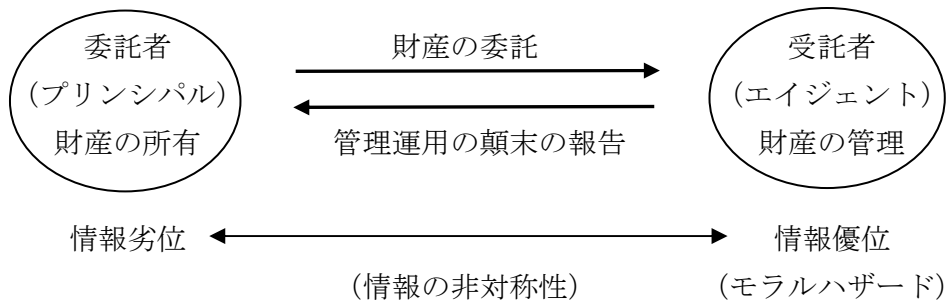 委託者
(プリンシパル)
財産の所有
財産の委託
管理運用の顛末の報告
受託者
(エイジェント)
財産の管理
情報劣位
情報優位
(情報の非対称性)
(モラルハザード)